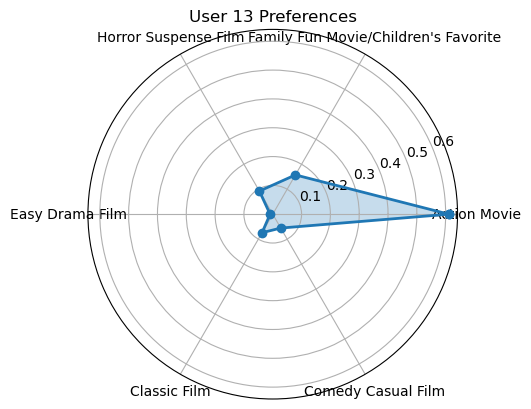 User 13 Preferences
Horror Suspense Film Family Fun Movie/Children's Favorite
0.6
0.5
0.4
0.3
0.2
0.1
Easy Drama Film
Action Movie
Classic Film
Comedy Casual Film